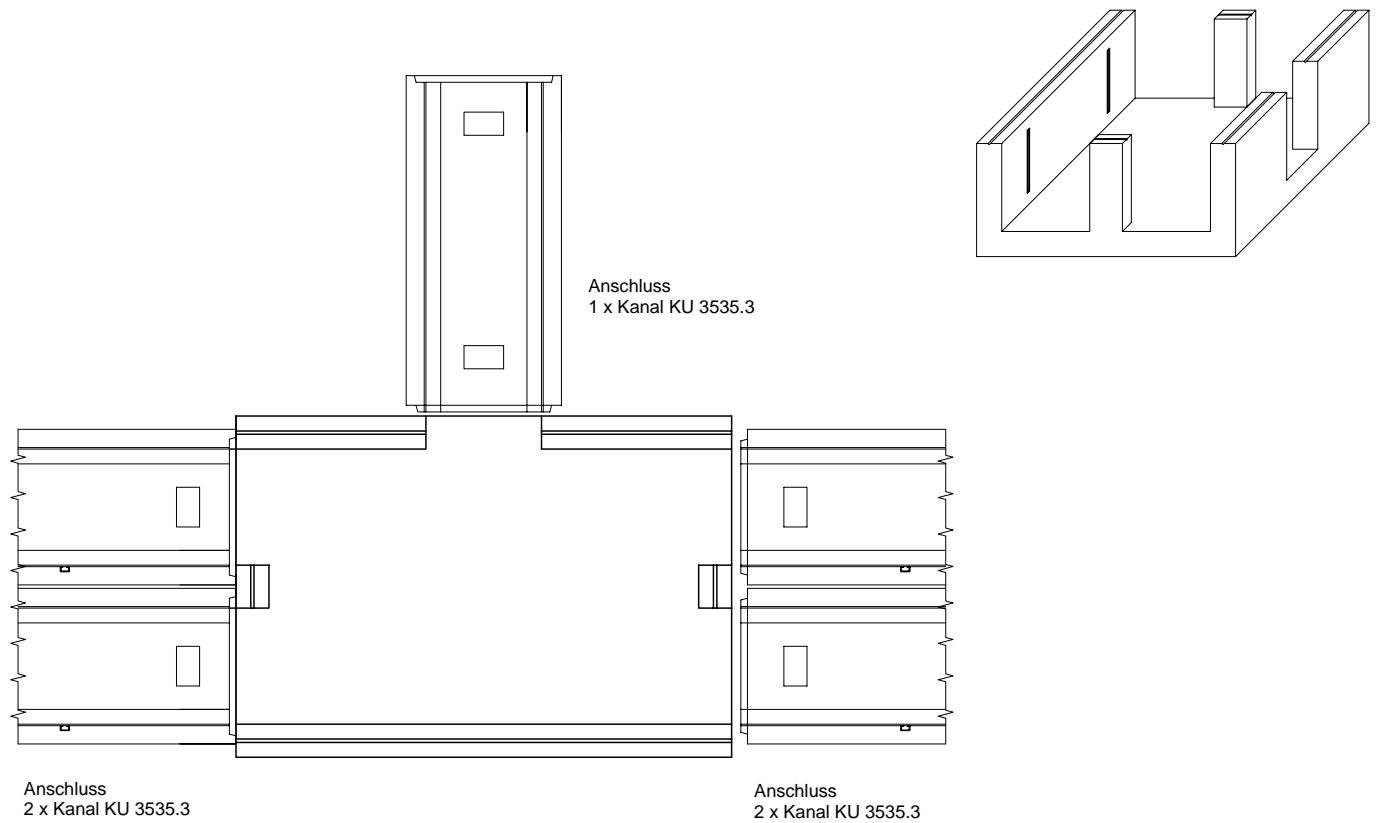 Anschluss
1 x Kanal KU 3535.3
Anschluss
2 x Kanal KU 3535.3
Anschluss
2 x Kanal KU 3535.3